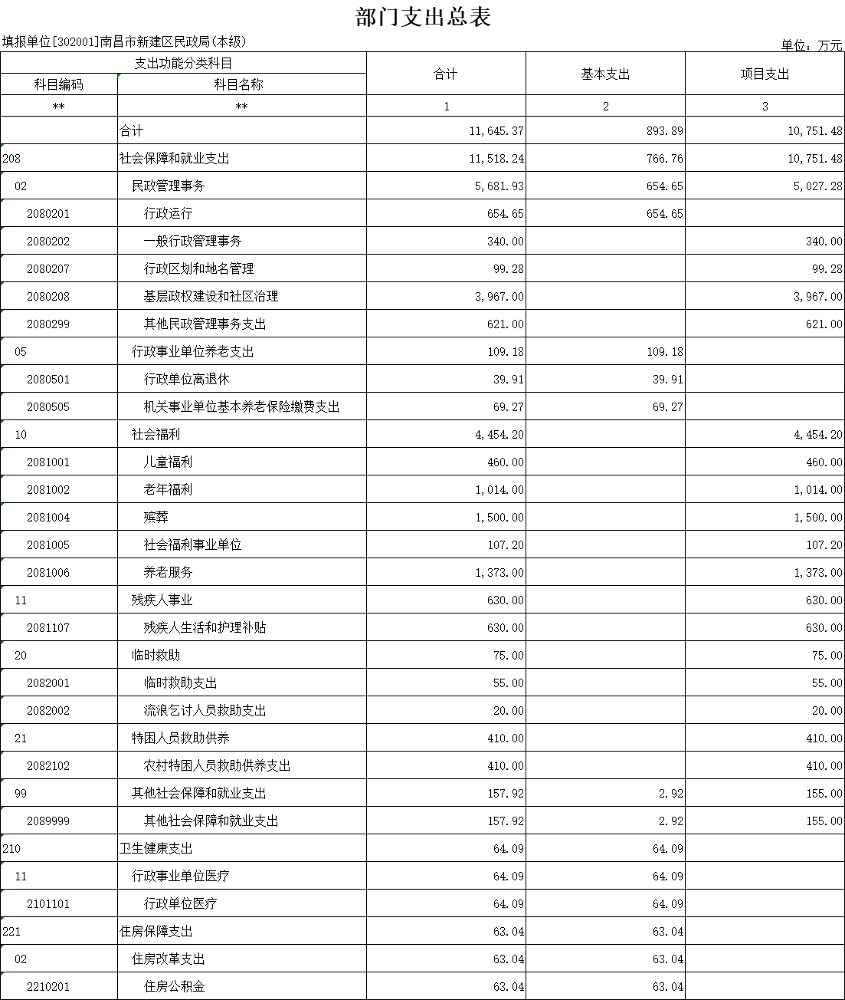 部门支出总表
填报单位[302001]南昌市新建区民政局(本级)
单位：万元
支出功能分类科目 合计 基本支出 项目支出
科目编码 科目名称
** ** 1 2 3
合计 11,645.37 893.89 10,751.48
208 社会保障和就业支出 11,518.24 766.76 10,751.48
02 民政管理事务 5,681.93 654.65 5,027.28
2080201 行政运行 654.65 654.65
2080202 一般行政管理事务 340.00 340.00
2080207 行政区划和地名管理 99.28 99.28
2080208 基层政权建设和社区治理 3,967.00 3,967.00
2080299 其他民政管理事务支出 621.00 621.00
05 行政事业单位养老支出 109.18 109.18
2080501 行政单位离退休 39.91 39.91
2080505 机关事业单位基本养老保险缴费支出 69.27 69.27
10 社会福利 4,454.20 4,454.20
2081001 儿童福利 460.00 460.00
2081002 老年福利 1,014.00 1,014.00
2081004 殡葬 1,500.00 1,500.00
2081005 社会福利事业单位 107.20 107.20
2081006 养老服务 1,373.00 1,373.00
11 残疾人事业 630.00 630.00
2081107 残疾人生活和护理补贴 630.00 630.00
20 临时救助 75.00 75.00
2082001 临时救助支出 55.00 55.00
2082002 流浪乞讨人员救助支出 20.00 20.00
21 特困人员救助供养 410.00 410.00
2082102 农村特困人员救助供养支出 410.00 410.00
99 其他社会保障和就业支出 157.92 2.92 155.00
2089999 其他社会保障和就业支出 157.92 2.92 155.00
210 卫生健康支出 64.09 64.09
11 行政事业单位医疗 64.09 64.09
2101101 行政单位医疗 64.09 64.09
221 住房保障支出 63.04 63.04
02 住房改革支出 63.04 63.04
2210201 住房公积金 63.04 63.04